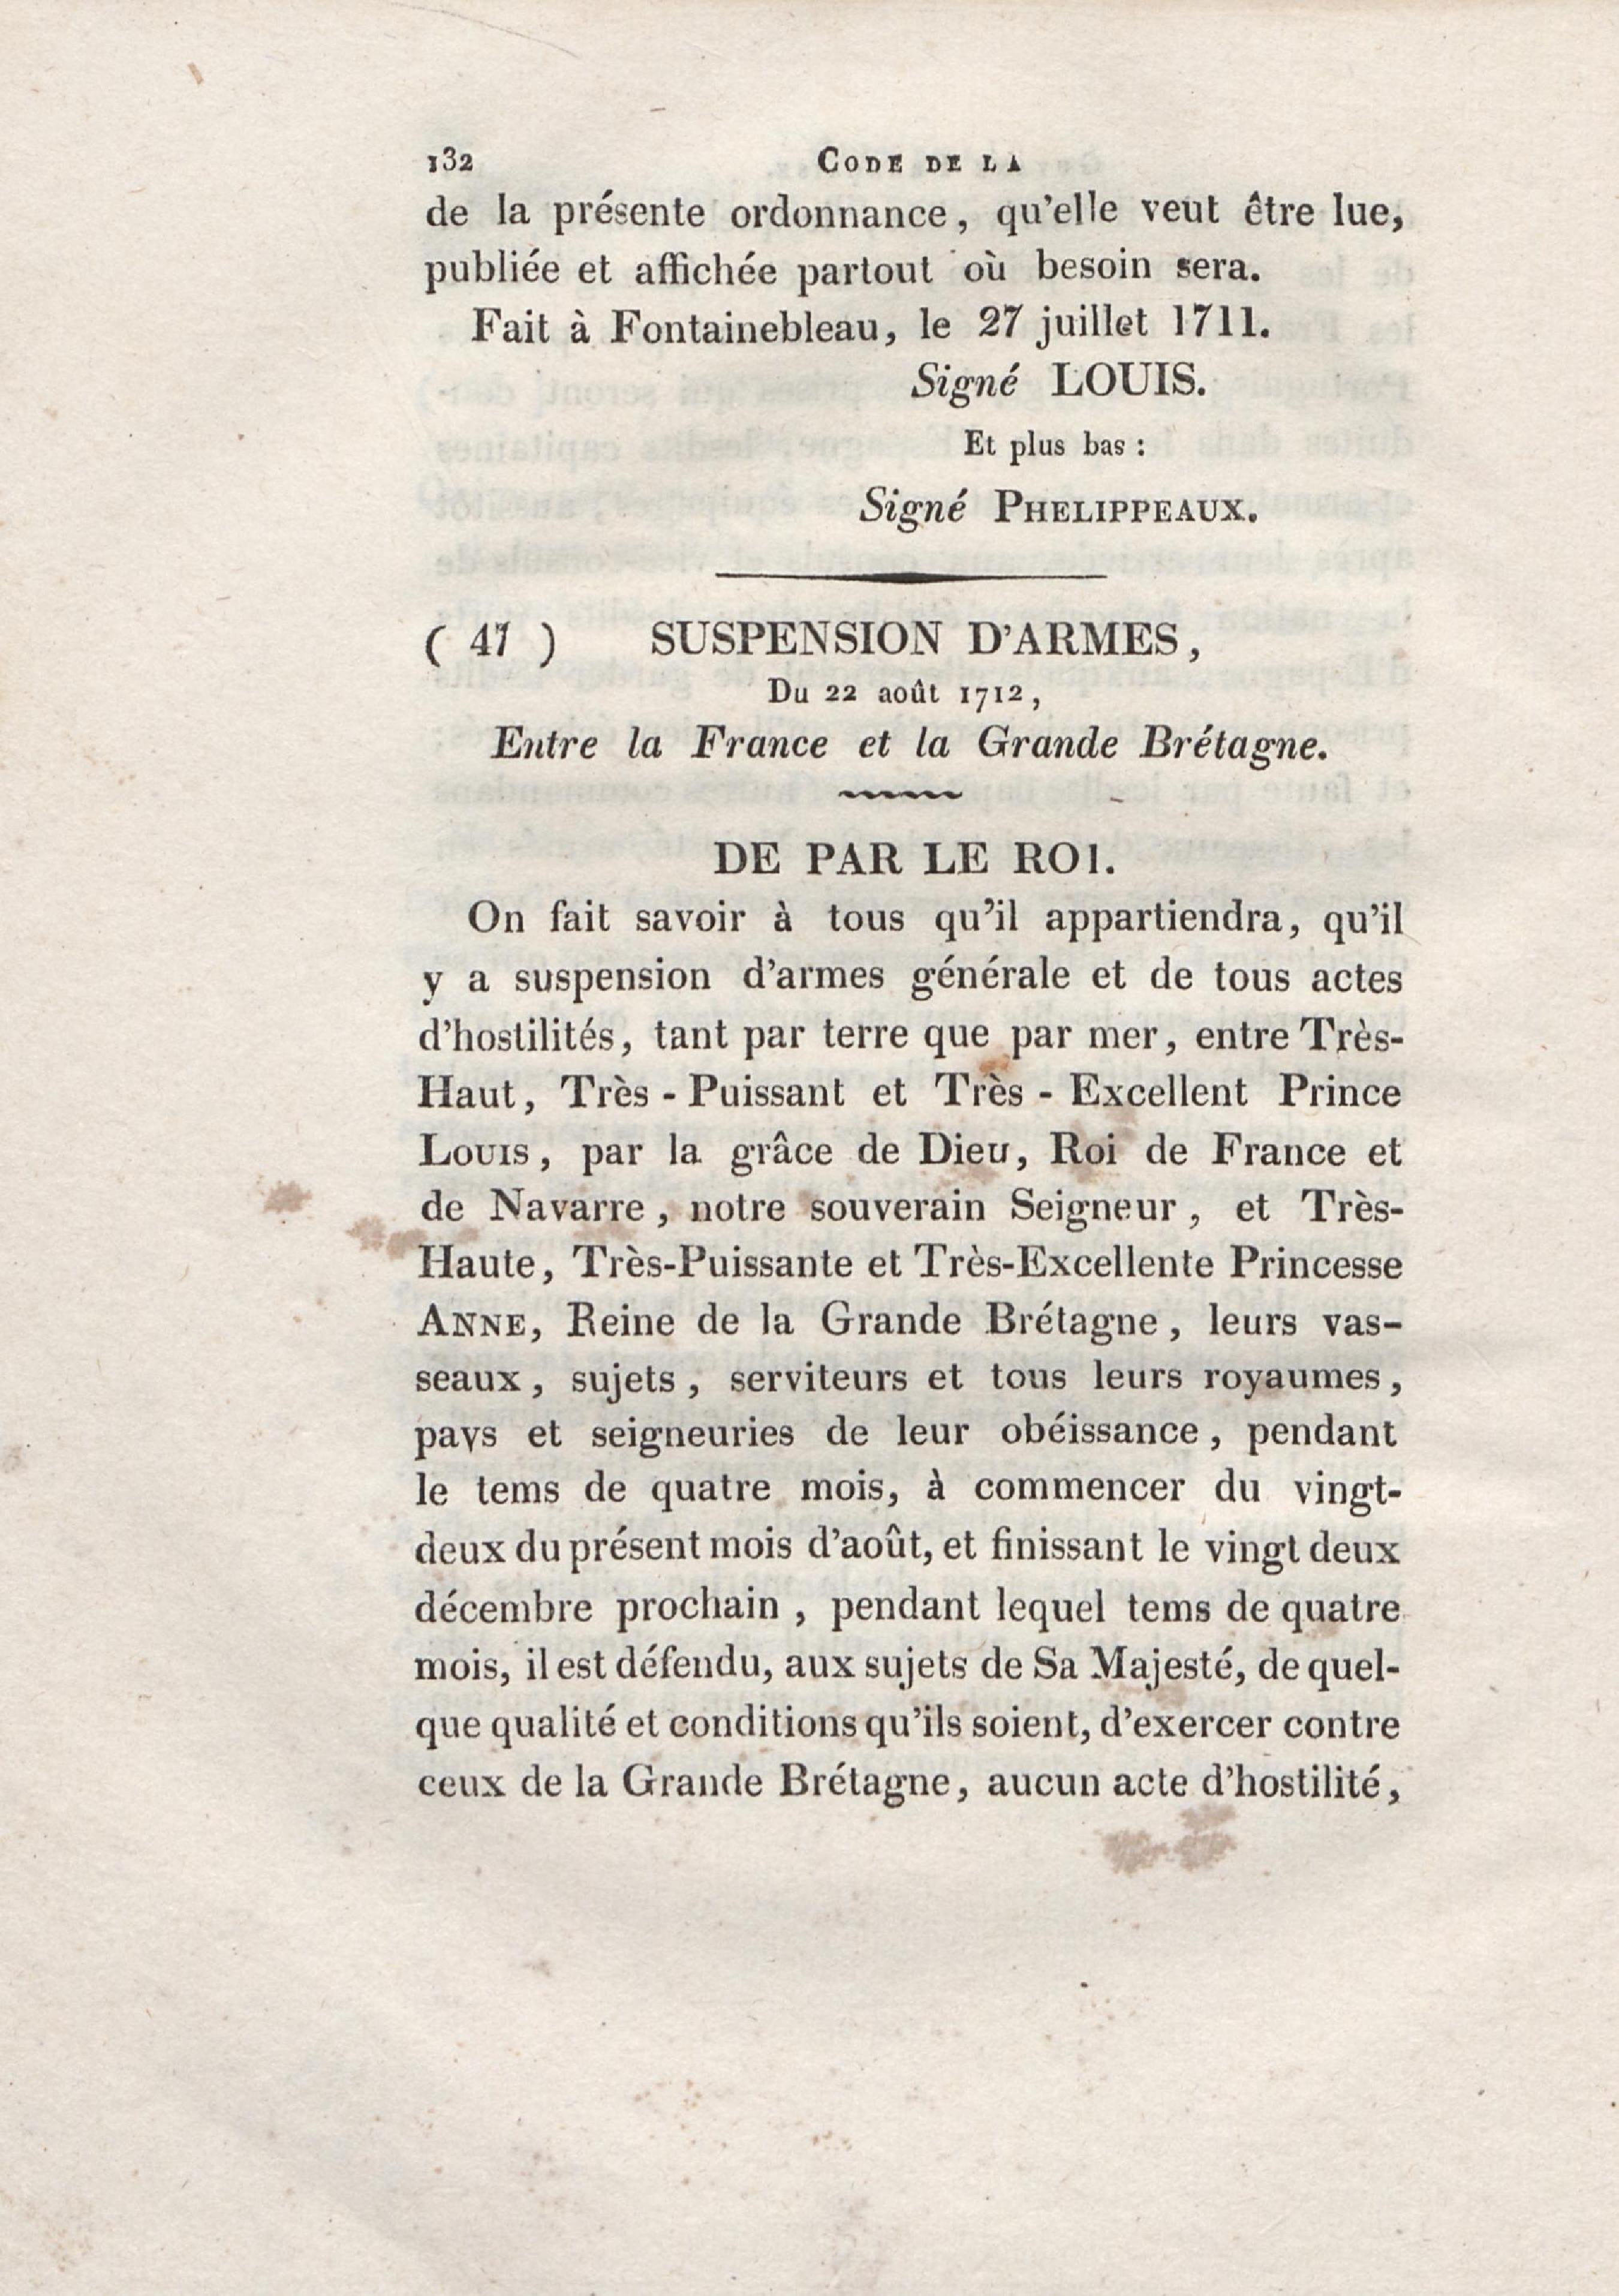 132 CODE DE LA
de la présente ordonnance, qu'elle veut être lue,
publiée et affichée partout où besoin sera.
Fait à Fontainebleau, le 27 juillet 1711.
Signé LOUIS.
Et plus bas :
Signé PHELIPPEAUX.
( 47 ) SUSPENSION D'ARMES,
Du 22 août 1712,
Entre la France et la Grande Brétagne.
DE PAR LE ROI.
On fait savoir à tous qu'il appartiendra, qu'il
y a suspension d'armes générale et de tous actes
d'hostilités, tant par terre que par mer, entre Très-
Haut, Très - Puissant et Très - Excellent Prince
LOUIS, par la grâce de Dieu, Roi de France et
de Navarre, notre souverain Seigneur, et Très-
Haute, Très-Puissante et Très-Excellente Princesse
ANNE, Reine de la Grande Brétagne, leurs vas-
seaux, sujets, serviteurs et tous leurs royaumes,
pays et seigneuries de leur obéissance, pendant
le tems de quatre mois, à commencer du vingt-
deux du présent mois d'août, et finissant le vingt deux
décembre prochain, pendant lequel tems de quatre
mois, il est défendu, aux sujets de Sa Majesté, de quel-
que qualité et conditions qu'ils soient, d'exercer contre
ceux de la Grande Brétagne, aucun acte d'hostilité,